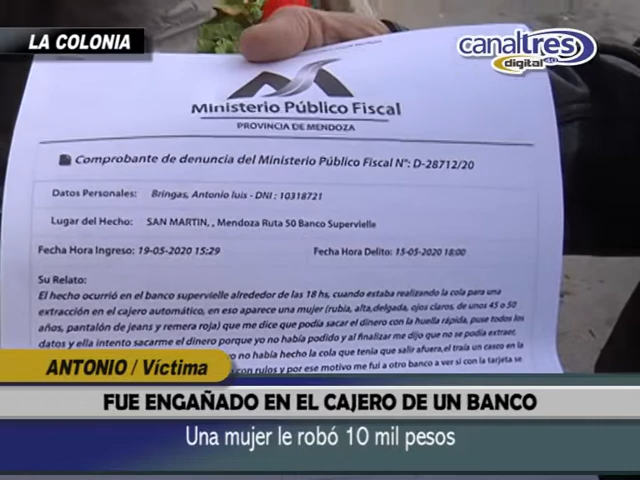 LA COLONIA
canaltres
digital
Ministerio Público Fiscal
PROVINCIA DE MENDOZA
Comprobante de denuncia del Ministerio Público Fiscal N°: D-28712/20
Datos Personales: Bringas, Antonio luis - DNI : 10318721
Lugar del Hecho: SAN MARTIN, , Mendoza Ruta 50 Banco Supervielle
Fecha Hora Ingreso: 19-05-2020 15:29 Fecha Hora Delito: 15-05-2020 18:00
Su Relato:
El hecho ocurrió en el banco supervielle alrededor de las 18 hs, cuando estaba realizando la cola para una
extracción en el cajero automático, en eso aparece una mujer (rubia, alta,delgada, ojos claros, de unos 45 o 50
años, pantalón de jeans y remera roja) que me dice que podía sacar el dinero con la huella rápida, puse todos los
datos y ella intento sacarme el dinero porque yo no había podido y al finalizar me dijo que no se podía extraer,
yo no había hecho la cola que tenia que salir afuera,el traía un casco en la
con rulos y por ese motivo me fui a otro banco a ver si con la tarjeta se
ANTONIO / Víctima
FUE ENGAÑADO EN EL CAJERO DE UN BANCO
Una mujer le robó 10 mil pesos